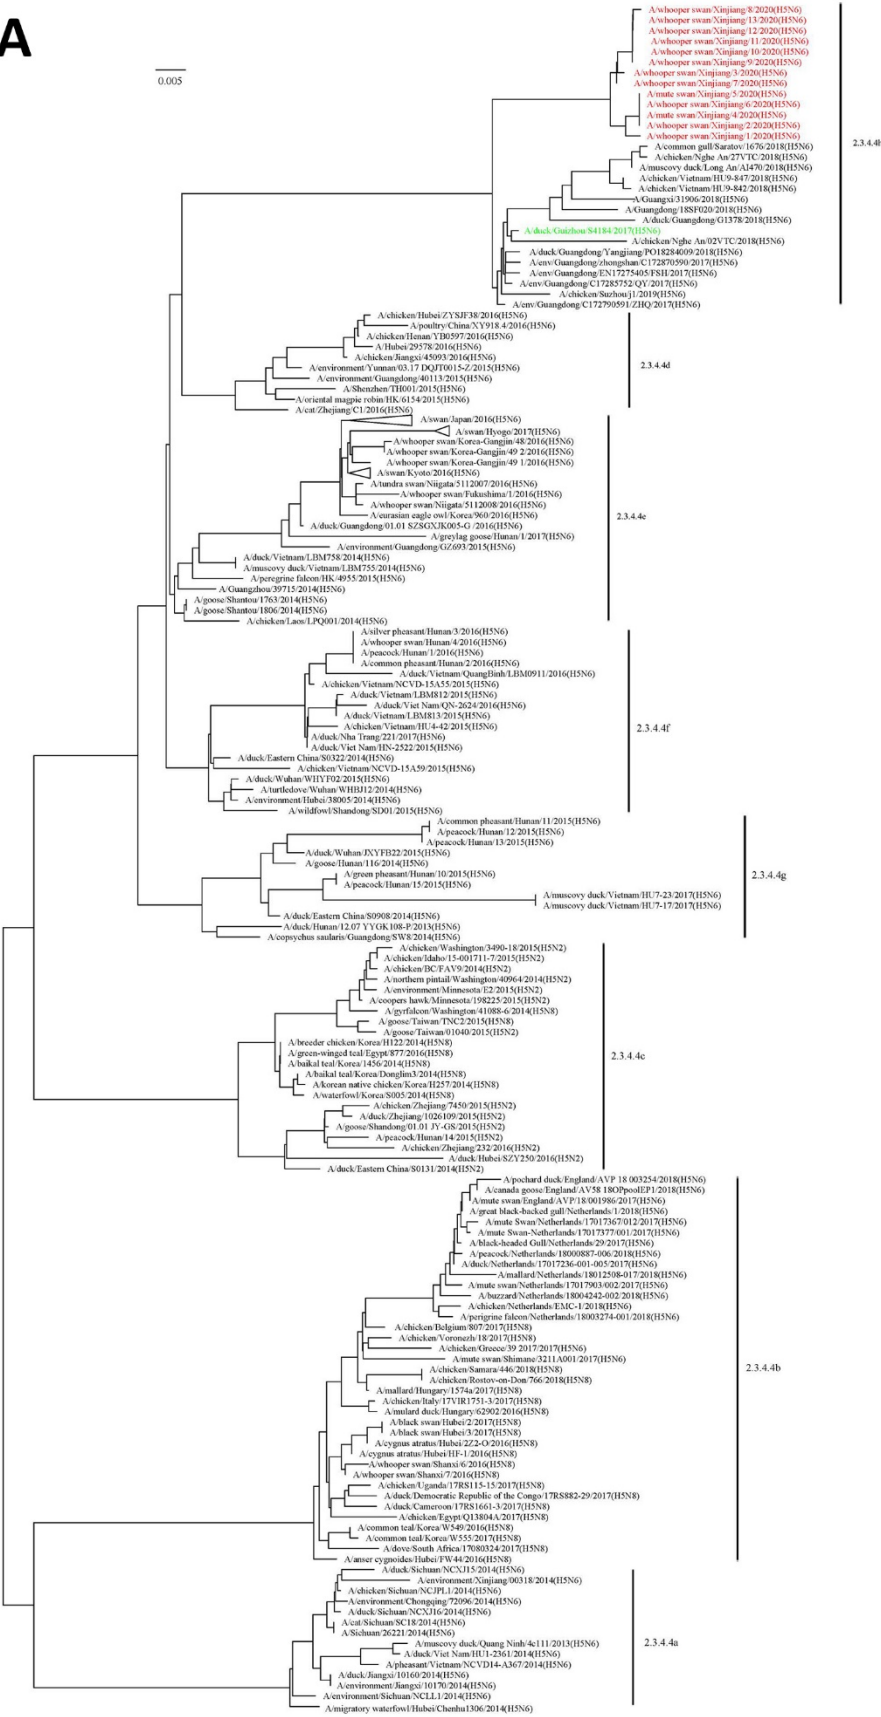 A
0.005
A/whooper swan/Xinjiang/8/2020(H5N6)
A/whooper swan/Xinjiang/13/2020(H5N6)
A/whooper swan/Xinjiang/12/2020(H5N6)
A/whooper swan/Xinjiang/11/2020(H5N6)
A/whooper swan/Xinjiang/10/2020(H5N6)
A/whooper swan/Xinjiang/9/2020(H5N6)
A/whooper swan/Xinjiang/3/2020(H5N6)
A/whooper swan/Xinjiang/7/2020(H5N6)
A/mute swan/Xinjiang/5/2020(H5N6)
A/whooper swan/Xinjiang/6/2020(H5N6)
A/mute swan/Xinjiang/4/2020(H5N6)
A/whooper swan/Xinjiang/2/2020(H5N6)
A/whooper swan/Xinjiang/1/2020(H5N6)
2.3.4.4h
A/common gull/Saratov/1676/2018(H5N6)
A/chicken/Nghe An/27VTC/2018(H5N6)
A/muscovy duck/Long An/AI470/2018(H5N6)
A/chicken/Vietnam/HU9-847/2018(H5N6)
A/chicken/Vietnam/HU9-842/2018(H5N6)
A/Guangxi/31906/2018(H5N6)
A/Guangdong/18SF020/2018(H5N6)
A/duck/Guangdong/G1378/2018(H5N6)
A/duck/Guizhou/S4184/2017(H5N6)
A/chicken/Nghe An/02VTC/2018(H5N6)
A/duck/Guangdong/Yangjiang/PO18284009/2018(H5N6)
A/env/Guangdong/zhongshan/C172870590/2017(H5N6)
A/env/Guangdong/EN17275405/FSH/2017(H5N6)
A/env/Guangdong/C17285752/QY/2017(H5N6)
A/chicken/Suzhou/j1/2019(H5N6)
A/env/Guangdong/C172790591/ZHQ/2017(H5N6)
A/chicken/Hubei/ZYSJF38/2016(H5N6)
A/poultry/China/XY918.4/2016(H5N6)
A/chicken/Henan/YB0597/2016(H5N6)
A/Hubei/29578/2016(H5N6)
A/chicken/Jiangxi/45093/2016(H5N6)
A/environment/Yunnan/03.17 DQJT0015-Z/2015(H5N6)
2.3.4.4d
A/environment/Guangdong/40113/2015(H5N6)
A/Shenzhen/TH001/2015(H5N6)
A/oriental magpie robin/HK/6154/2015(H5N6)
A/cat/Zhejiang/C1/2016(H5N6)
A/swan/Japan/2016(H5N6)
A/swan/Hyogo/2017(H5N6)
A/whooper swan/Korea-Gangjin/48/2016(H5N6)
A/whooper swan/Korea-Gangjin/49 2/2016(H5N6)
A/whooper swan/Korea-Gangjin/49 1/2016(H5N6)
A/swan/Kyoto/2016(H5N6)
A/tundra swan/Niigata/5112007/2016(H5N6)
A/whooper swan/Fukushima/1/2016(H5N6)
A/whooper swan/Niigata/5112008/2016(H5N6)
A/eurasian eagle owl/Korea/960/2016(H5N6)
2.3.4.4e
A/duck/Guangdong/01.01 SZSGXJK005-G /2016(H5N6)
A/greylag goose/Hunan/1/2017(H5N6)
A/environment/Guangdong/GZ693/2015(H5N6)
A/duck/Vietnam/LBM758/2014(H5N6)
A/muscovy duck/Vietnam/LBM755/2014(H5N6)
A/peregrine falcon/HK/4955/2015(H5N6)
A/Guangzhou/39715/2014(H5N6)
A/goose/Shantou/1763/2014(H5N6)
A/goose/Shantou/1806/2014(H5N6)
A/chicken/Laos/LPQ001/2014(H5N6)
A/silver pheasant/Hunan/3/2016(H5N6)
A/whooper swan/Hunan/4/2016(H5N6)
A/peacock/Hunan/1/2016(H5N6)
A/common pheasant/Hunan/2/2016(H5N6)
A/duck/Vietnam/QuangBinh/LBM0911/2016(H5N6)
A/chicken/Vietnam/NCVD-15A55/2015(H5N6)
A/duck/Vietnam/LBM812/2015(H5N6)
A/duck/Viet Nam/QN-2624/2016(H5N6)
A/duck/Vietnam/LBM813/2015(H5N6)
A/chicken/Vietnam/HU4-42/2015(H5N6)
2.3.4.4f
A/duck/Nha Trang/221/2017(H5N6)
A/duck/Viet Nam/HN-2522/2015(H5N6)
A/duck/Eastern China/S0322/2014(H5N6)
A/chicken/Vietnam/NCVD-15A59/2015(H5N6)
A/duck/Wuhan/WHYF02/2015(H5N6)
A/turtledove/Wuhan/WHBJ12/2014(H5N6)
A/environment/Hubei/38005/2014(H5N6)
A/wildfowl/Shandong/SD01/2015(H5N6)
A/common pheasant/Hunan/11/2015(H5N6)
A/peacock/Hunan/12/2015(H5N6)
A/peacock/Hunan/13/2015(H5N6)
A/duck/Wuhan/JXYFB22/2015(H5N6)
A/goose/Hunan/116/2014(H5N6)
A/green pheasant/Hunan/10/2015(H5N6)
2.3.4.4g
A/peacock/Hunan/15/2015(H5N6)
A/muscovy duck/Vietnam/HU7-23/2017(H5N6)
A/muscovy duck/Vietnam/HU7-17/2017(H5N6)
A/duck/Eastern China/S0908/2014(H5N6)
A/duck/Hunan/12.07 YYGK108-P/2013(H5N6)
A/copsychus saularis/Guangdong/SW8/2014(H5N6)
A/chicken/Washington/3490-18/2015(H5N2)
A/chicken/Idaho/15-001711-7/2015(H5N2)
A/chicken/BC/FAV9/2014(H5N2)
A/northern pintail/Washington/40964/2014(H5N2)
A/environment/Minnesota/E2/2015(H5N2)
A/coopers hawk/Minnesota/198225/2015(H5N2)
A/gyrfalcon/Washington/41088-6/2014(H5N8)
A/goose/Taiwan/TNC2/2015(H5N8)
A/goose/Taiwan/01040/2015(H5N2)
A/breeder chicken/Korea/H122/2014(H5N8)
A/green-winged teal/Egypt/877/2016(H5N8)
2.3.4.4c
A/baikal teal/Korea/1456/2014(H5N8)
A/baikal teal/Korea/Donglim3/2014(H5N8)
A/korean native chicken/Korea/H257/2014(H5N8)
A/waterfowl/Korea/S005/2014(H5N8)
A/chicken/Zhejiang/7450/2015(H5N2)
A/duck/Zhejiang/1026109/2015(H5N2)
A/goose/Shandong/01.01 JY-GS/2015(H5N2)
A/peacock/Hunan/14/2015(H5N2)
A/chicken/Zhejiang/232/2016(H5N2)
A/duck/Hubei/SZY250/2016(H5N2)
A/duck/Eastern China/S0131/2014(H5N2)
A/pochard duck/England/AVP 18 003254/2018(H5N6)
A/canada goose/England/AV58 18OPpoolEP1/2018(H5N6)
A/mute swan/England/AVP/18/001986/2017(H5N6)
A/great black-backed gull/Netherlands/1/2018(H5N6)
A/mute Swan/Netherlands/17017367/012/2017(H5N6)
A/mute Swan-Netherlands/17017377/001/2017(H5N6)
A/black-headed Gull/Netherlands/29/2017(H5N6)
A/peacock/Netherlands/18000887-006/2018(H5N6)
A/duck/Netherlands/17017236-001-005/2017(H5N6)
A/mallard/Netherlands/18012508-017/2018(H5N6)
A/mute swan/Netherlands/17017903/002/2017(H5N6)
A/buzzard/Netherlands/18004242-002/2018(H5N6)
A/chicken/Netherlands/EMC-1/2018(H5N6)
A/perigrine falcon/Netherlands/18003274-001/2018(H5N6)
A/chicken/Belgium/807/2017(H5N8)
A/chicken/Voronezh/18/2017(H5N8)
A/chicken/Greece/39 2017/2017(H5N6)
A/mute swan/Shimane/3211A001/2017(H5N6)
2.3.4.4b
A/chicken/Samara/446/2018(H5N8)
A/chicken/Rostov-on-Don/766/2018(H5N8)
A/mallard/Hungary/1574a/2017(H5N8)
A/chicken/Italy/17VIR1751-3/2017(H5N8)
A/mulard duck/Hungary/62902/2016(H5N8)
A/black swan/Hubei/2/2017(H5N8)
A/black swan/Hubei/3/2017(H5N8)
A/cygnus atratus/Hubei/2Z2-O/2016(H5N8)
A/cygnus atratus/Hubei/HF-1/2016(H5N8)
A/whooper swan/Shanxi/6/2016(H5N8)
A/whooper swan/Shanxi/7/2016(H5N8)
A/chicken/Uganda/17RS115-15/2017(H5N8)
A/duck/Democratic Republic of the Congo/17RS882-29/2017(H5N8)
A/duck/Cameroon/17RS1661-3/2017(H5N8)
A/chicken/Egypt/Q13804A/2017(H5N8)
A/common teal/Korea/W549/2016(H5N8)
A/common teal/Korea/W555/2017(H5N8)
A/dove/South Africa/17080324/2017(H5N8)
A/anser cygnoides/Hubei/FW44/2016(H5N8)
A/duck/Sichuan/NCXJ15/2014(H5N6)
A/environment/Xinjiang/00318/2014(H5N6)
A/chicken/Sichuan/NCJPL1/2014(H5N6)
A/environment/Chongqing/72096/2014(H5N6)
A/duck/Sichuan/NCXJ16/2014(H5N6)
A/cat/Sichuan/SC18/2014(H5N6)
A/Sichuan/26221/2014(H5N6)
2.3.4.4a
A/muscovy duck/Quang Ninh/4c111/2013(H5N6)
A/duck/Viet Nam/HU1-2361/2014(H5N6)
A/pheasant/Vietnam/NCVD14-A367/2014(H5N6)
A/duck/Jiangxi/10160/2014(H5N6)
A/environment/Jiangxi/10170/2014(H5N6)
A/environment/Sichuan/NCLL1/2014(H5N6)
A/migratory waterfowl/Hubei/Chenhu1306/2014(H5N6)